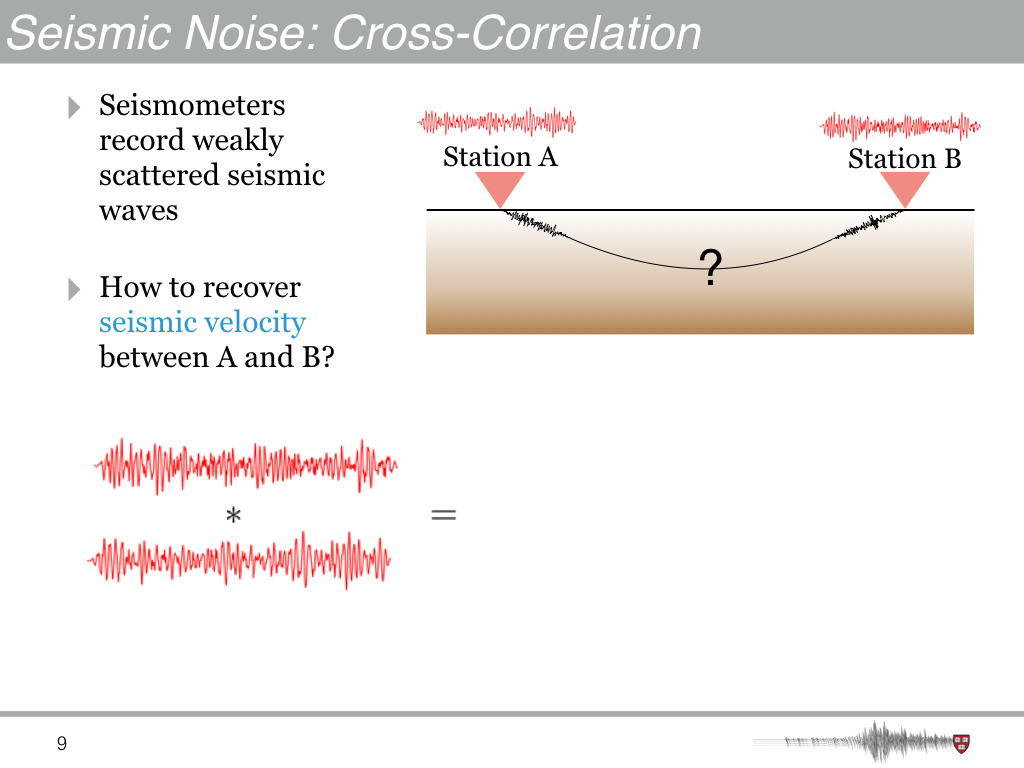 Seismic Noise: Cross-Correlation
Seismometers
record weakly
scattered seismic
waves
How to recover
seismic velocity
between A and B?
Station A
Station B
?
*
=
9